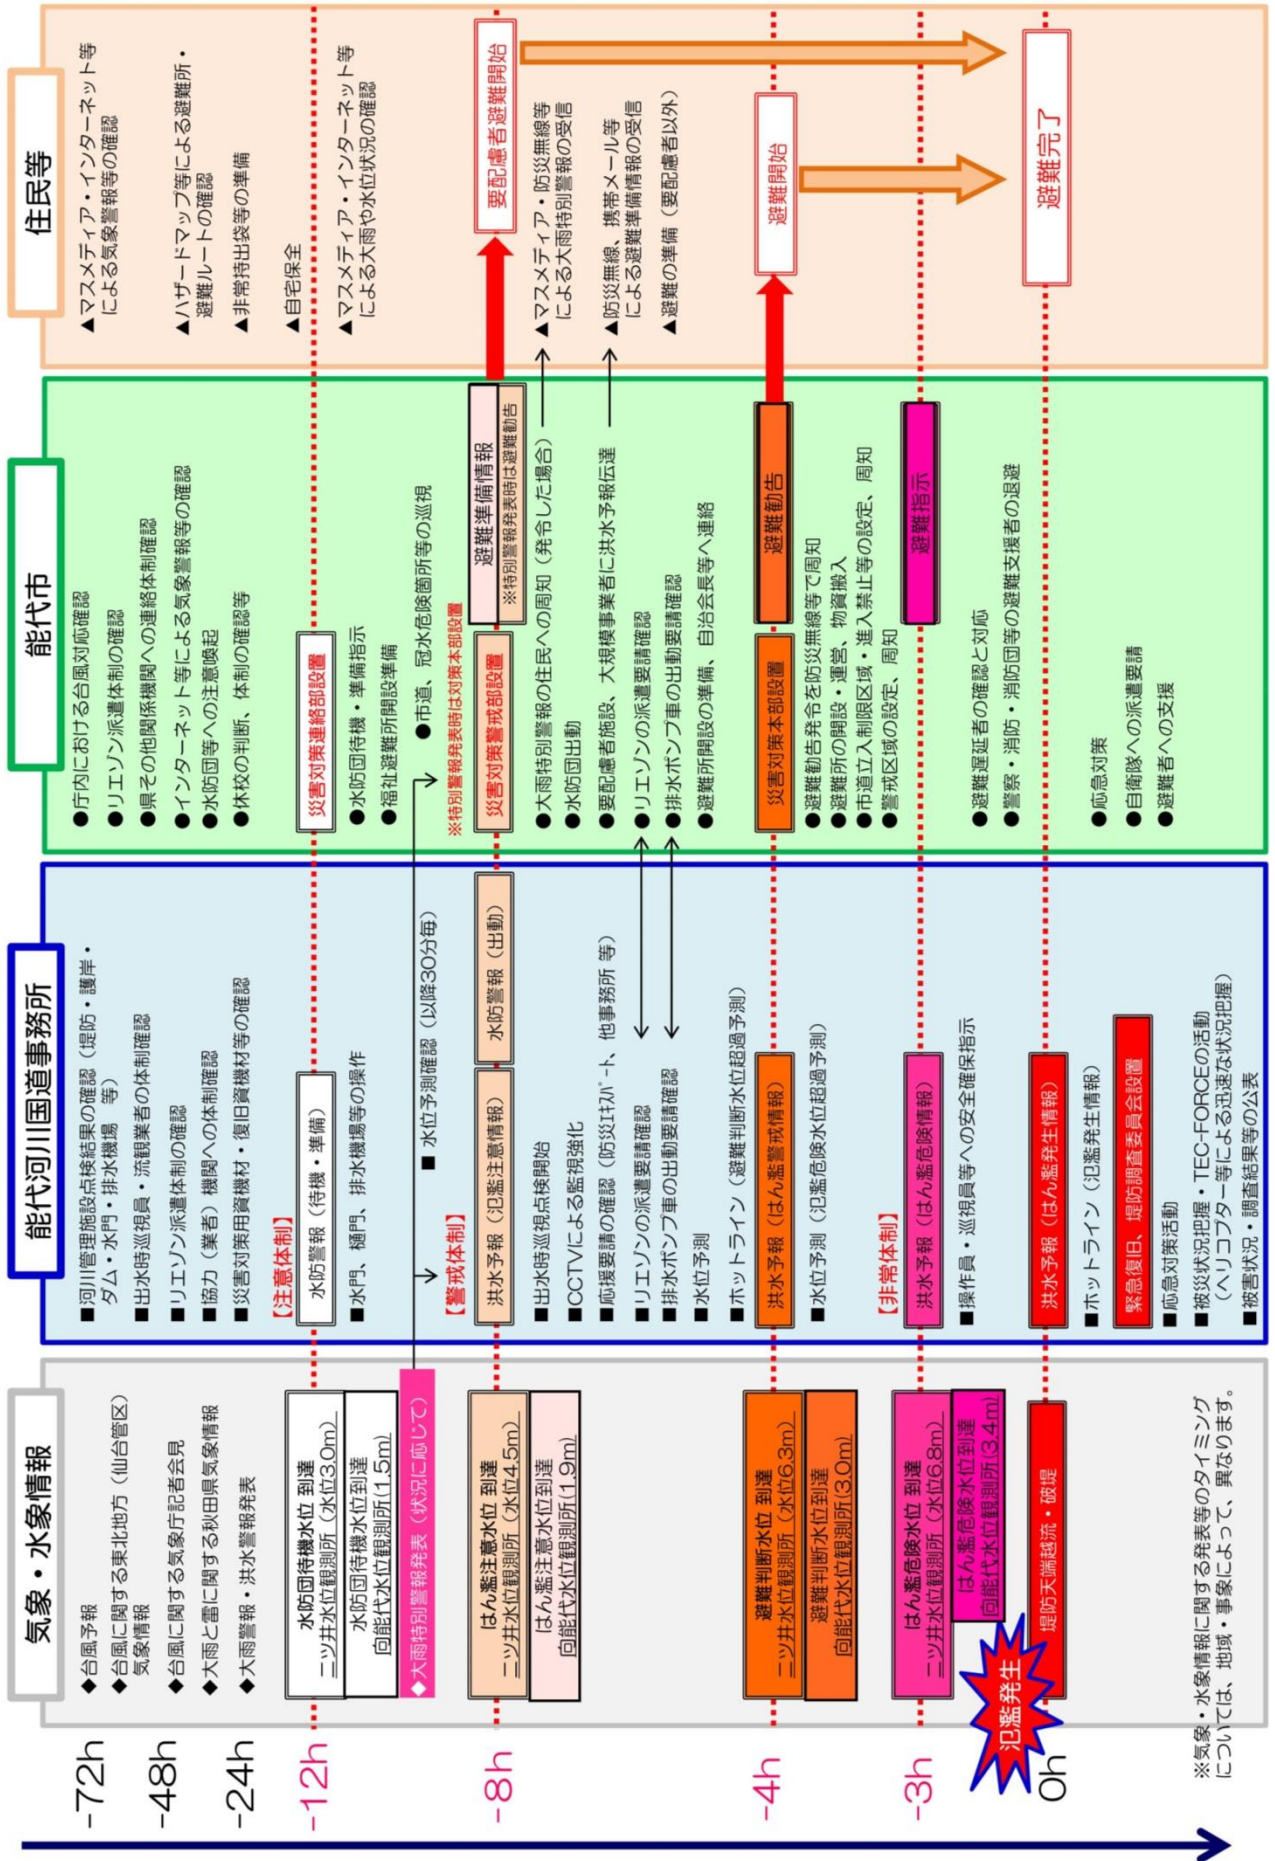 気象・水象情報
能代河川国道事務所
能代市
住民等
-72h
-48h
-24h
-12h
-8h
-4h
-3h
0h
◆台風予報
◆台風に関する東北地方（仙台管区）
気象情報
◆台風に関する気象庁記者会見
◆大雨と雷に関する秋田県気象情報
◆大雨警報・洪水警報発表
水防団待機水位 到達
二ツ井水位観測所（水位3.0m）
水防団待機水位到達
向能代水位観測所(1.5m)
◆大雨特別警報発表（状況に応じて）
はん濫注意水位 到達
二ツ井水位観測所（水位4.5m）
はん濫注意水位到達
向能代水位観測所(1.9m)
避難判断水位 到達
二ツ井水位観測所（水位6.3m）
避難判断水位到達
向能代水位観測所(3.0m)
はん濫危険水位 到達
二ツ井水位観測所（水位6.8m）
はん濫危険水位到達
向能代水位観測所(3.4m)
氾濫発生
堤防天端越流・破堤
※気象・水象情報に関する発表等のタイミング
については、地域・事象によって、異なります。
■河川管理施設点検結果の確認（堤防・護岸・
ダム・水門・排水機場　等）
■出水時巡視員・流観業者の体制確認
■リエゾン派遣体制の確認
■協力（業者）機関への体制確認
■災害対策用資機材・復旧資機材等の確認
【注意体制】
水防警報（待機・準備）
■水門、樋門、排水機場等の操作
■ 水位予測確認（以降30分毎）
【警戒体制】
洪水予報（氾濫注意情報）
水防警報（出動）
■出水時巡視点検開始
■CCTVによる監視強化
■応援要請の確認（防災ｴｷｽﾊﾟｰﾄ、他事務所 等）
■リエゾンの派遣要請確認
■排水ポンプ車の出動要請確認
■水位予測
■ホットライン（避難判断水位超過予測）
洪水予報（はん濫警戒情報）
■水位予測（氾濫危険水位超過予測）
【非常体制】
洪水予報（はん濫危険情報）
■操作員・巡視員等への安全確保指示
洪水予報（はん濫発生情報）
■ホットライン（氾濫発生情報）
緊急復旧、堤防調査委員会設置
■応急対策活動
■被災状況把握・TEC-FORCEの活動
（ヘリコプター等による迅速な状況把握）
■被害状況・調査結果等の公表
●庁内における台風対応確認
●リエゾン派遣体制の確認
●県その他関係機関への連絡体制確認
●インターネット等による気象警報等の確認
●水防団等への注意喚起
●休校の判断、体制の確認等
災害対策連絡部設置
●水防団待機・準備指示
●福祉避難所開設準備
●市道、冠水危険箇所等の巡視
※特別警報発表時は対策本部設置
災害対策警戒部設置
避難準備情報
※特別警報発表時は避難勧告
●大雨特別警報の住民への周知（発令した場合）
●水防団出動
●要配慮者施設、大規模事業者に洪水予報伝達
●リエゾンの派遣要請確認
●排水ポンプ車の出動要請確認
●避難所開設の準備、自治会長等へ連絡
災害対策本部設置
避難勧告
●避難勧告発令を防災無線等で周知
●避難所の開設・運営、物資搬入
●市道立入制限区域・進入禁止等の設定、周知
●警戒区域の設定、周知
避難指示
●避難遅延者の確認と対応
●警察・消防・消防団等の避難支援者の退避
●応急対策
●自衛隊への派遣要請
●避難者への支援
▲マスメディア・インターネット等
による気象警報等の確認
▲ハザードマップ等による避難所・
避難ルートの確認
▲非常持出袋等の準備
▲自宅保全
▲マスメディア・インターネット等
による大雨や水位状況の確認
要配慮者避難開始
▲マスメディア・防災無線等
による大雨特別警報の受信
▲防災無線、携帯メール等
による避難準備情報の受信
▲避難の準備（要配慮者以外）
避難開始
避難完了